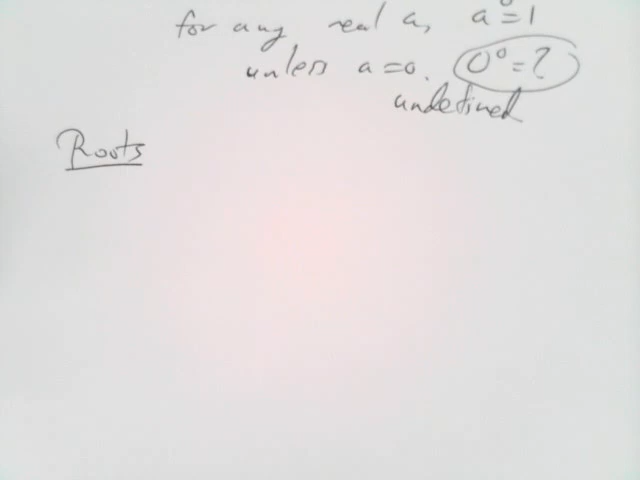 for any real a, a⁰=1
unless a=0. 0⁰=?
undefined
Roots